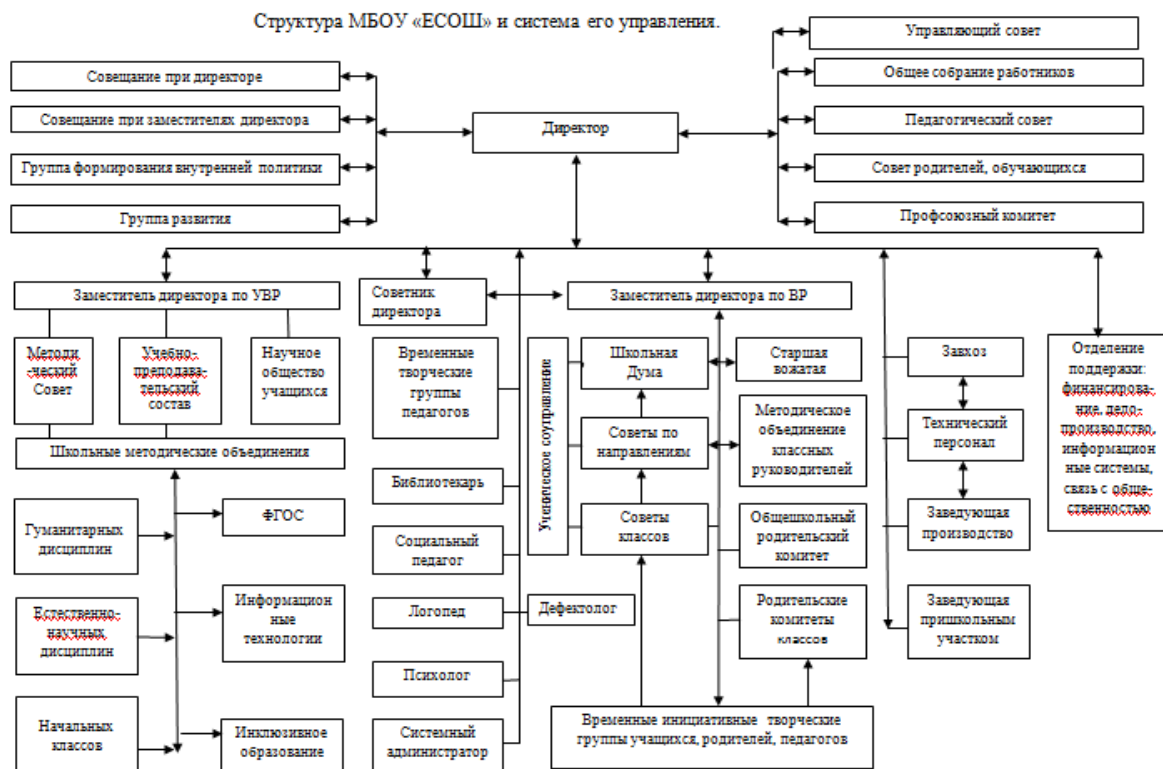 Структура МБОУ «ЕСОШ» и система его управления.
Управляющий совет
Совещание при директоре
Общее собрание работников
Совещание при заместителях директора
Директор
Педагогический совет
Группа формирования внутренней политики
Совет родителей, обучающихся
Группа развития
Профсоюзный комитет
Заместитель директора по УВР
Советник
директора
Заместитель директора по ВР
Методи
-ческий
Совет
Учебно-
преподава-
тельский
состав
Научное
общество
учащихся
Школьные методические объединения
Гуманитарных
дисциплин
ФГОС
Естественно-
научных
дисциплин
Информацион
ные
технологии
Начальных
классов
Инклюзивное
образование
Временные
творческие
группы
педагогов
Библиотекарь
Социальный
педагог
Логопед
Дефектолог
Психолог
Системный
администратор
Ученическое соуправление
Школьная
Дума
Старшая
вожатая
Советы по
направлениям
Методическое
объединение
классных
руководителей
Советы
классов
Общешкольный
родительский
комитет
Родительские
комитеты
классов
Временные инициативные творческие
группы учащихся, родителей, педагогов
Завхоз
Технический
персонал
Заведующая
производство
Заведующая
пришкольным
участком
Отделение
поддержки:
финансирова-
ние, дело-
производство,
информацион
ные системы,
связь с обще-
ственностью